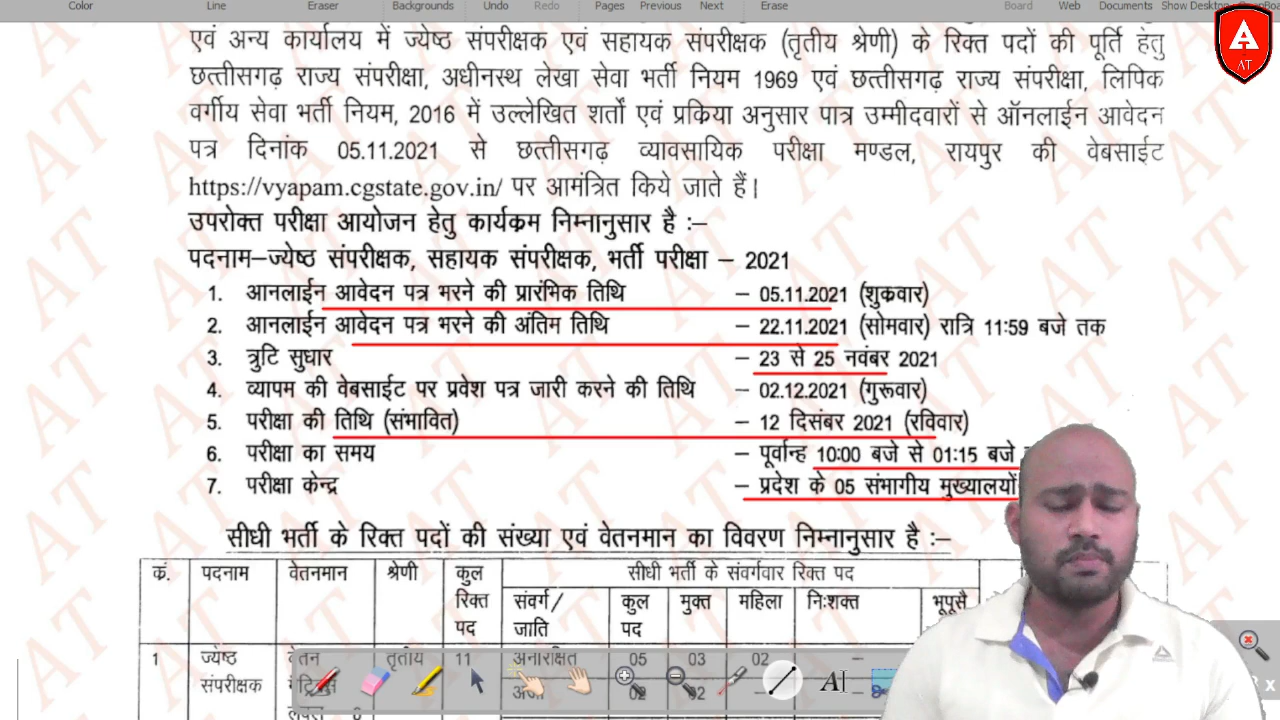 Color Line Eraser Backgrounds Undo Redo Pages Previous Next Erase Board Web Documents Show Desktop
एवं अन्य कार्यालय में ज्येष्ठ संपरीक्षक एवं सहायक संपरीक्षक (तृतीय श्रेणी) के रिक्त पदों की पूर्ति हेतु
छत्तीसगढ़ राज्य संपरीक्षा, अधीनस्थ लेखा सेवा भर्ती नियम 1969 एवं छत्तीसगढ़ राज्य संपरीक्षा, लिपिक
वर्गीय सेवा भर्ती नियम, 2016 में उल्लेखित शर्तों एवं प्रकिया अनुसार पात्र उम्मीदवारों से ऑनलाईन आवेदन
पत्र दिनांक 05.11.2021 से छत्तीसगढ़ व्यावसायिक परीक्षा मण्डल, रायपुर की वेबसाईट
https://vyapam.cgstate.gov.in/ पर आमंत्रित किये जाते हैं।
उपरोक्त परीक्षा आयोजन हेतु कार्यकम निम्नानुसार है :–
पदनाम–ज्येष्ठ संपरीक्षक, सहायक संपरीक्षक, भर्ती परीक्षा – 2021
1. आनलाईन आवेदन पत्र भरने की प्रारंभिक तिथि – 05.11.2021 (शुकवार)
2. आनलाईन आवेदन पत्र भरने की अंतिम तिथि – 22.11.2021 (सोमवार) रात्रि 11:59 बजे तक
3. त्रुटि सुधार – 23 से 25 नवंबर 2021
4. व्यापम की वेबसाईट पर प्रवेश पत्र जारी करने की तिथि – 02.12.2021 (गुरूवार)
5. परीक्षा की तिथि (संभावित) – 12 दिसंबर 2021 (रविवार)
6. परीक्षा का समय – पूर्वान्ह 10:00 बजे से 01:15 बजे
7. परीक्षा केन्द्र – प्रदेश के 05 संभागीय मुख्यालयों
सीधी भर्ती के रिक्त पदों की संख्या एवं वेतनमान का विवरण निम्नानुसार है :–
कं. पदनाम वेतनमान श्रेणी कुल रिक्त पद सीधी भर्ती के संवर्गवार रिक्त पद
संवर्ग/जाति कुल पद मुक्त महिला निःशक्त भूपूसै
1 ज्येष्ठ संपरीक्षक वेतन तृतीय 11 अनारक्षित 05 03 02 –
अजा 02 02
AT